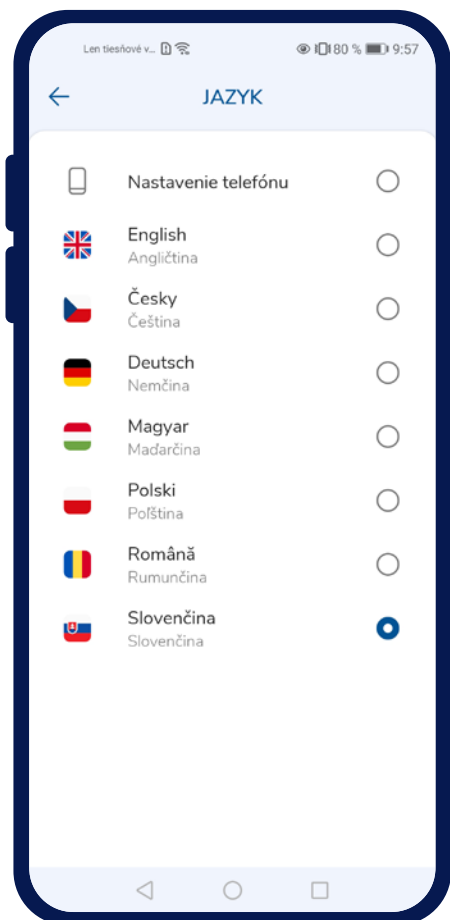 Len tiesňové v... 80 % 9:57
JAZYK
Nastavenie telefónu
English
Angličtina
Česky
Čeština
Deutsch
Nemčina
Magyar
Maďarčina
Polski
Poľština
Română
Rumunčina
Slovenčina
Slovenčina